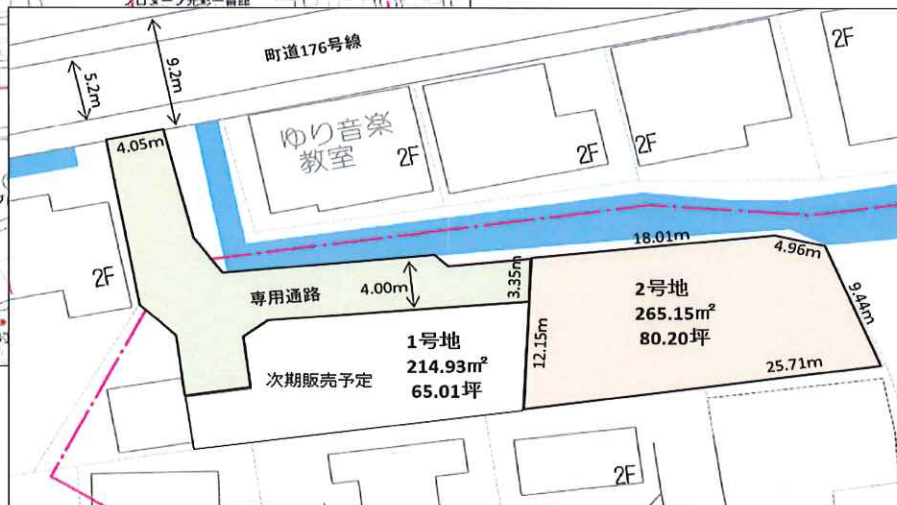 町道176号線
9.2m
5.2m
2F
ゆり音楽
教室
2F
2F
2F
4.05m
2F
18.01m
4.96m
9.44m
専用通路
4.00m
3.35m
2号地
265.15㎡
80.20坪
12.15m
1号地
214.93㎡
65.01坪
次期販売予定
25.71m
2F